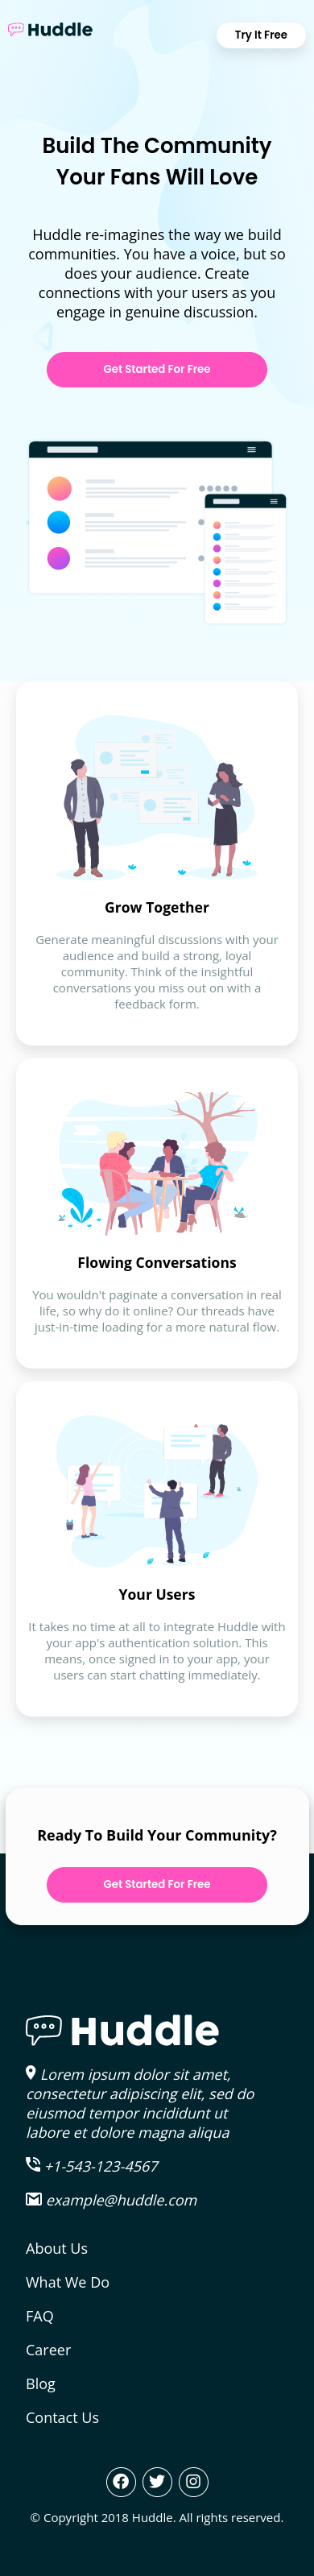 Huddle
Try It Free
Build The Community
Your Fans Will Love
Huddle re-imagines the way we build
communities. You have a voice, but so
does your audience. Create
connections with your users as you
engage in genuine discussion.
Get Started For Free
Grow Together
Generate meaningful discussions with your
audience and build a strong, loyal
community. Think of the insightful
conversations you miss out on with a
feedback form.
Flowing Conversations
You wouldn't paginate a conversation in real
life, so why do it online? Our threads have
just-in-time loading for a more natural flow.
Your Users
It takes no time at all to integrate Huddle with
your app's authentication solution. This
means, once signed in to your app, your
users can start chatting immediately.
Ready To Build Your Community?
Get Started For Free
Huddle
Lorem ipsum dolor sit amet,
consectetur adipiscing elit, sed do
eiusmod tempor incididunt ut
labore et dolore magna aliqua
+1-543-123-4567
example@huddle.com
About Us
What We Do
FAQ
Career
Blog
Contact Us
© Copyright 2018 Huddle. All rights reserved.